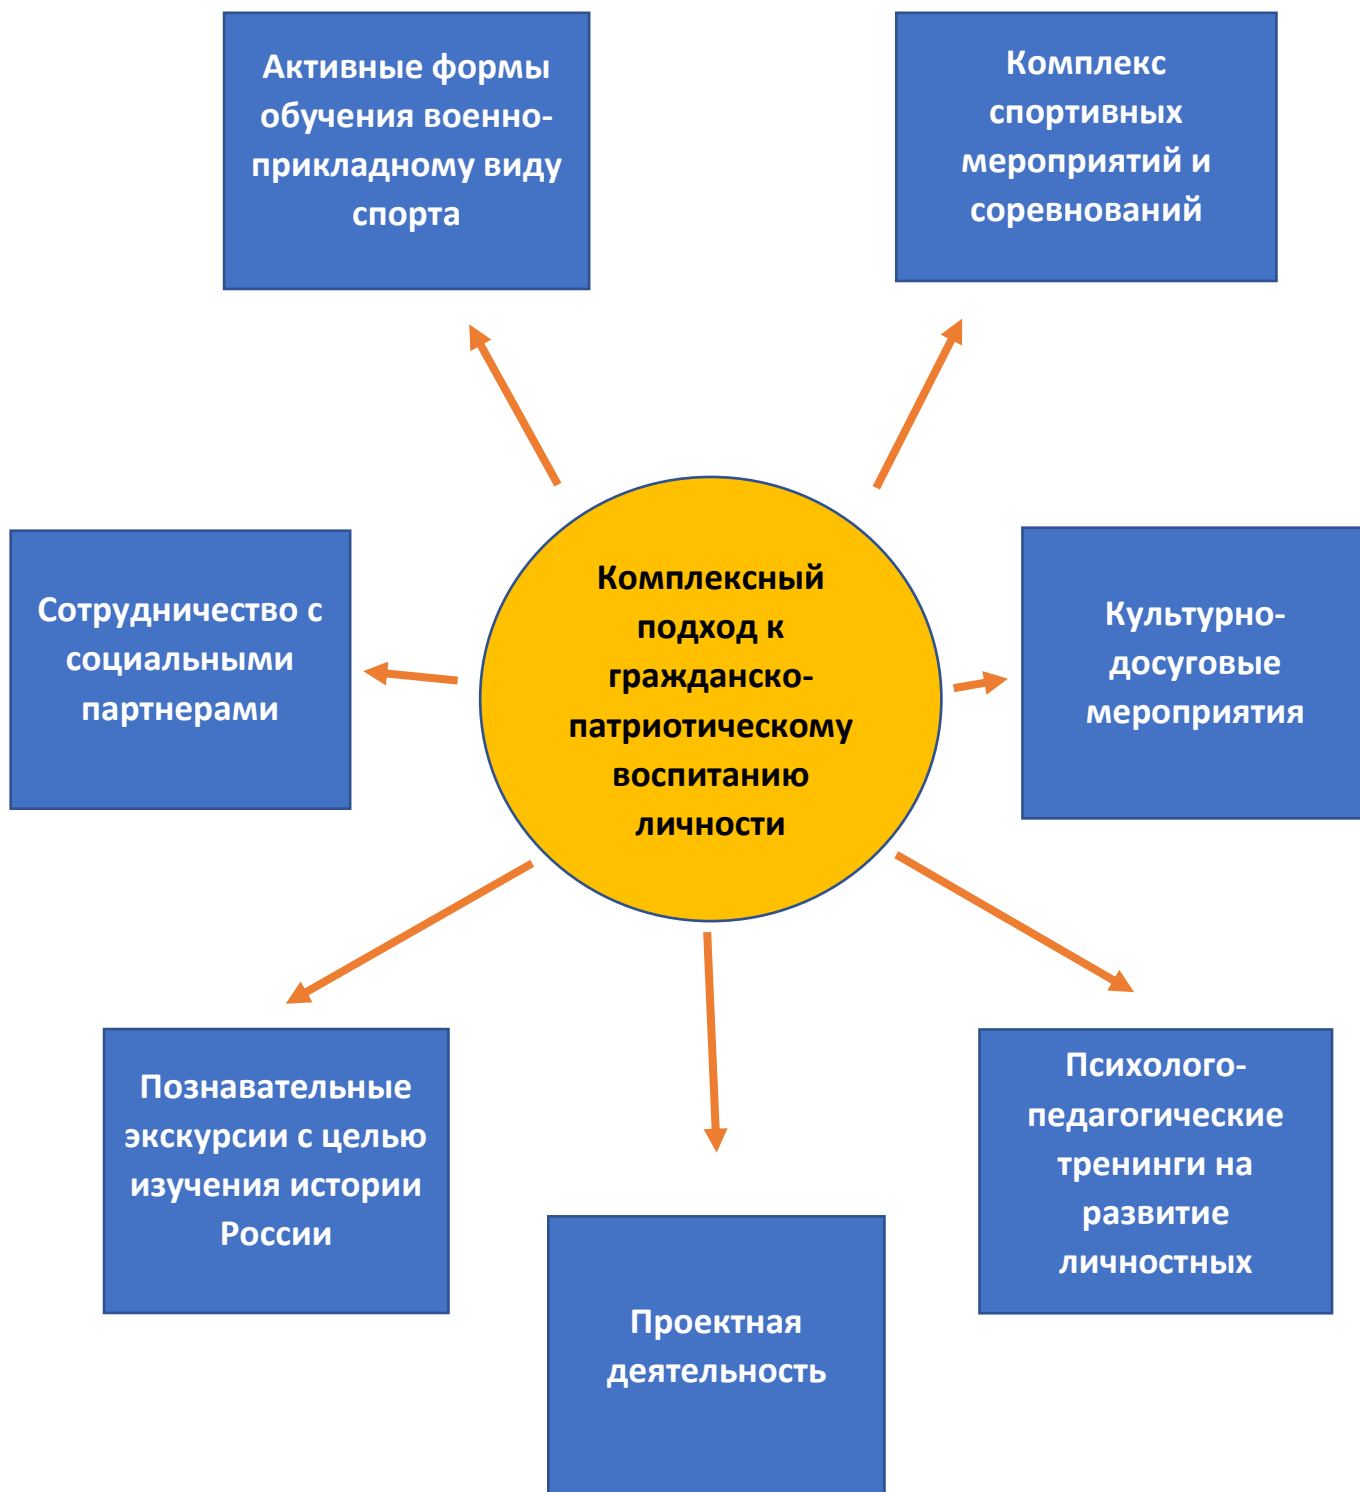 Активные формы
обучения военно-
прикладному виду
спорта
Комплекс
спортивных
мероприятий и
соревнований
Сотрудничество с
социальными
партнерами
Комплексный
подход к
гражданско-
патриотическому
воспитанию
личности
Культурно-
досуговые
мероприятия
Познавательные
экскурсии с целью
изучения истории
России
Проектная
деятельность
Психолого-
педагогические
тренинги на
развитие
личностных